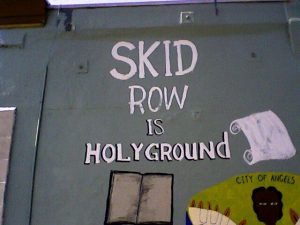 SKID
ROW
IS
HOLYGROUND
CITY OF ANGELS